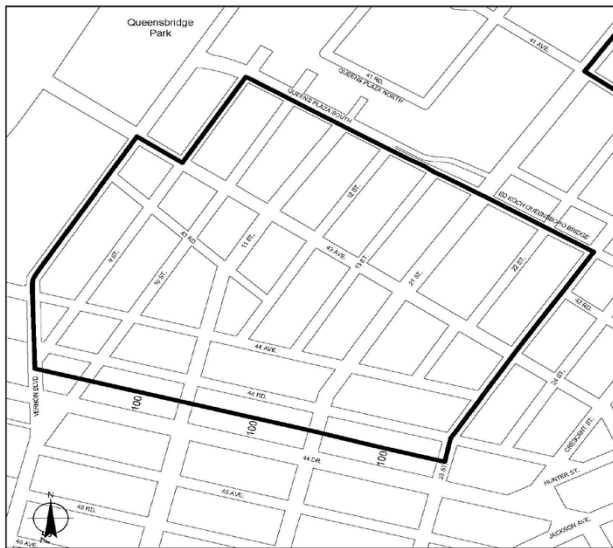 Queensbridge
Park
41 AVE.
41 RD.
QUEENS PLAZA NORTH
QUEENS PLAZA SOUTH
ED KOCH QUEENSBORO BRIDGE
12 ST.
43 RD.
11 ST.
43 AVE.
13 ST.
9 ST.
10 ST.
21 ST.
22 ST.
42 RD.
44 AVE.
24 ST.
VERNON BLVD.
44 RD.
100
100
100
CRESCENT ST.
44 DR.
23 ST.
HUNTER ST.
45 AVE.
N
45 RD.
JACKSON AVE.
46 AVE.